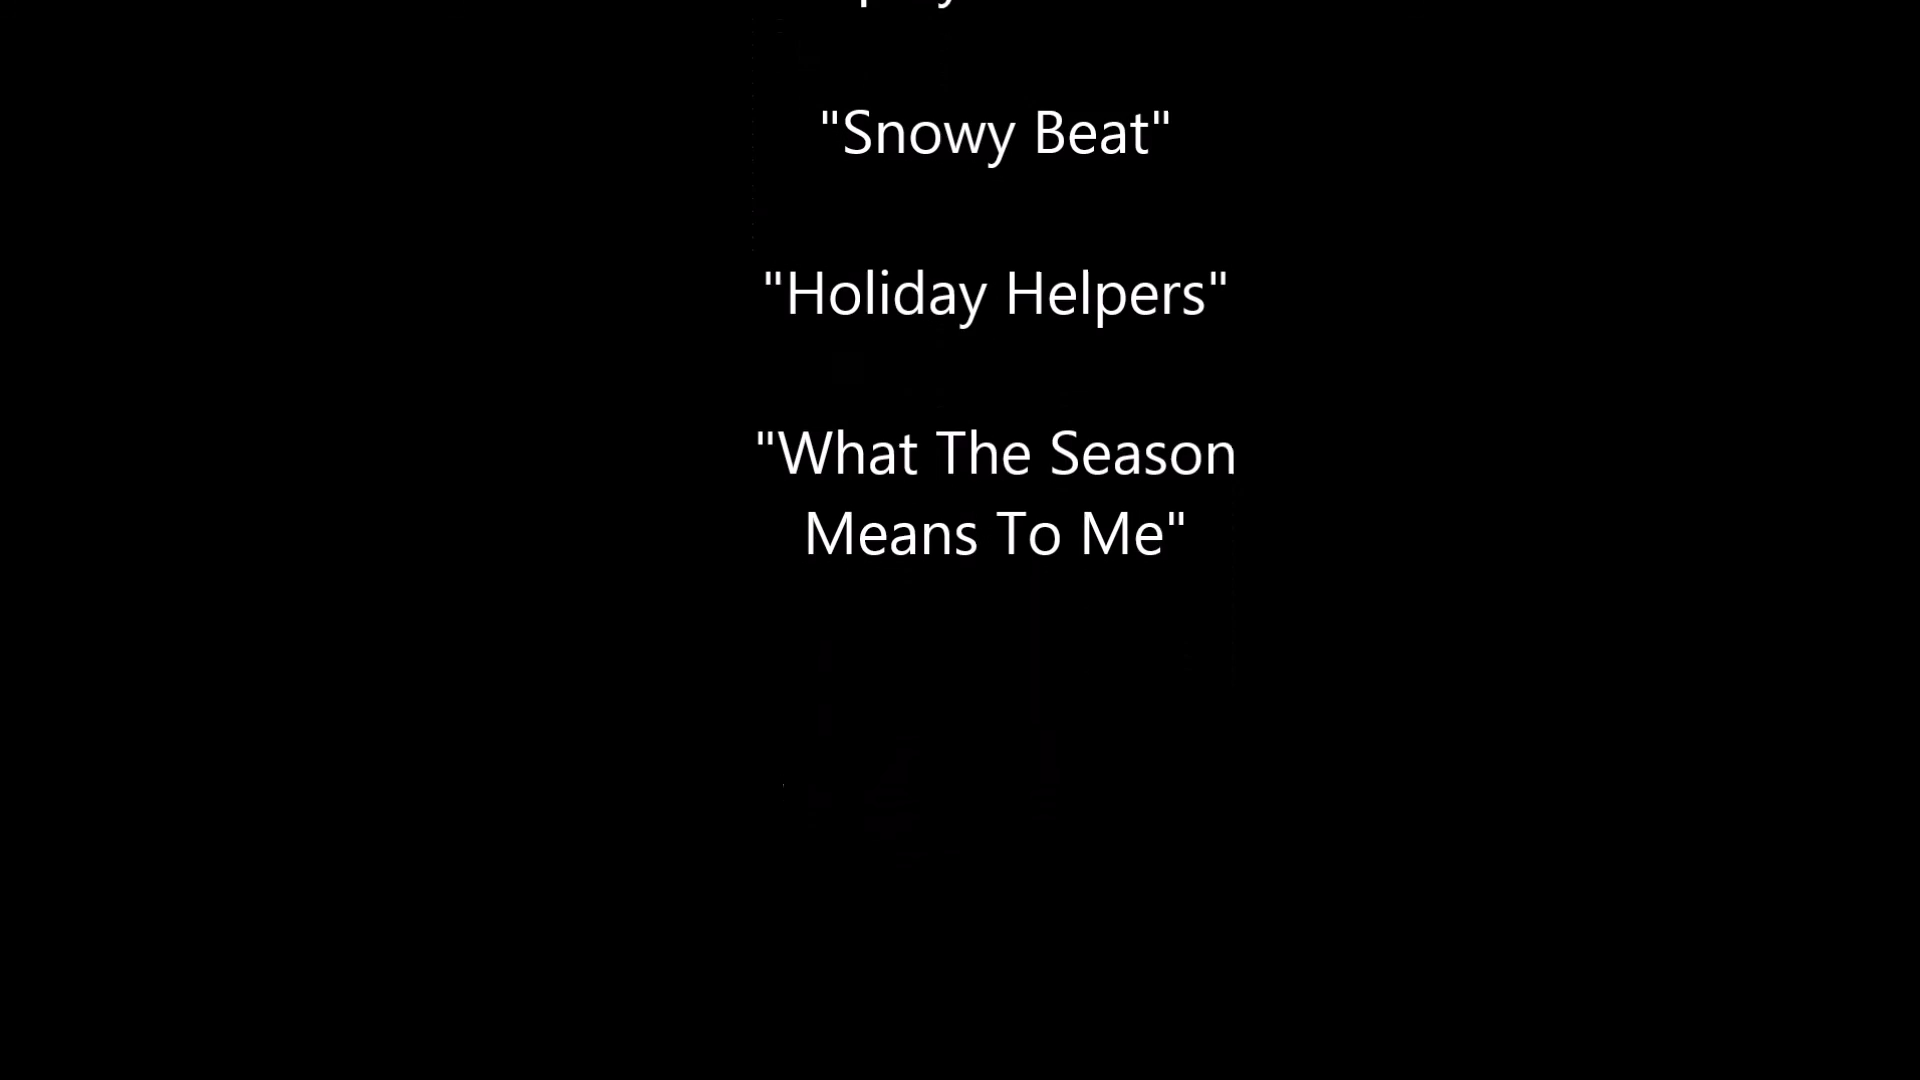 "Snowy Beat"
"Holiday Helpers"
"What The Season
Means To Me"